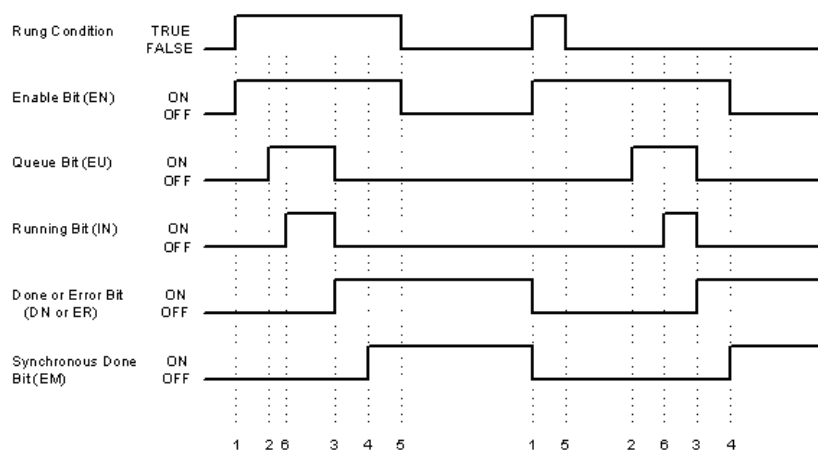 Rung Condition TRUE
FALSE
Enable Bit (EN) ON
OFF
Queue Bit (EU) ON
OFF
Running Bit (IN) ON
OFF
Done or Error Bit ON
(DN or ER) OFF
Synchronous Done ON
Bit (EM) OFF
1 2 6 3 4 5 1 5 2 6 3 4